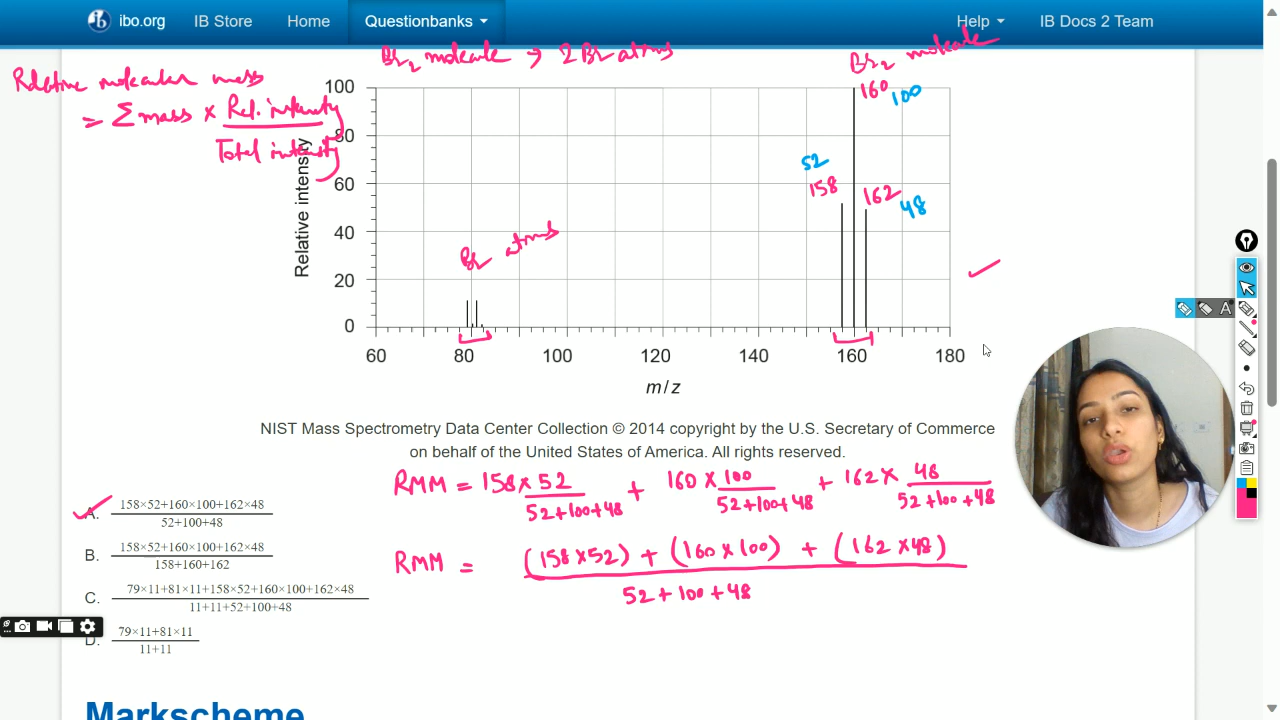 ibo.org IB Store Home Questionbanks Help IB Docs 2 Team
Br2 molecule → 2 Br atoms
Br2 molecule
Relative molecular mass
= Σ mass × Rel. intensity
Total intensity
100
80
60
40
20
0
Relative intensity
160 100
52
158
162
48
Br atoms
60 80 100 120 140 160 180
m/z
NIST Mass Spectrometry Data Center Collection © 2014 copyright by the U.S. Secretary of Commerce
on behalf of the United States of America. All rights reserved.
RMM = 158 × 52/(52+100+48) + 160 × 100/(52+100+48) + 162 × 48/(52+100+48)
RMM = (158×52) + (160×100) + (162×48)
52 + 100 + 48
A. 158×52+160×100+162×48
52+100+48
B. 158×52+160×100+162×48
158+160+162
C. 79×11+81×11+158×52+160×100+162×48
11+11+52+100+48
D. 79×11+81×11
11+11
A
Markscheme